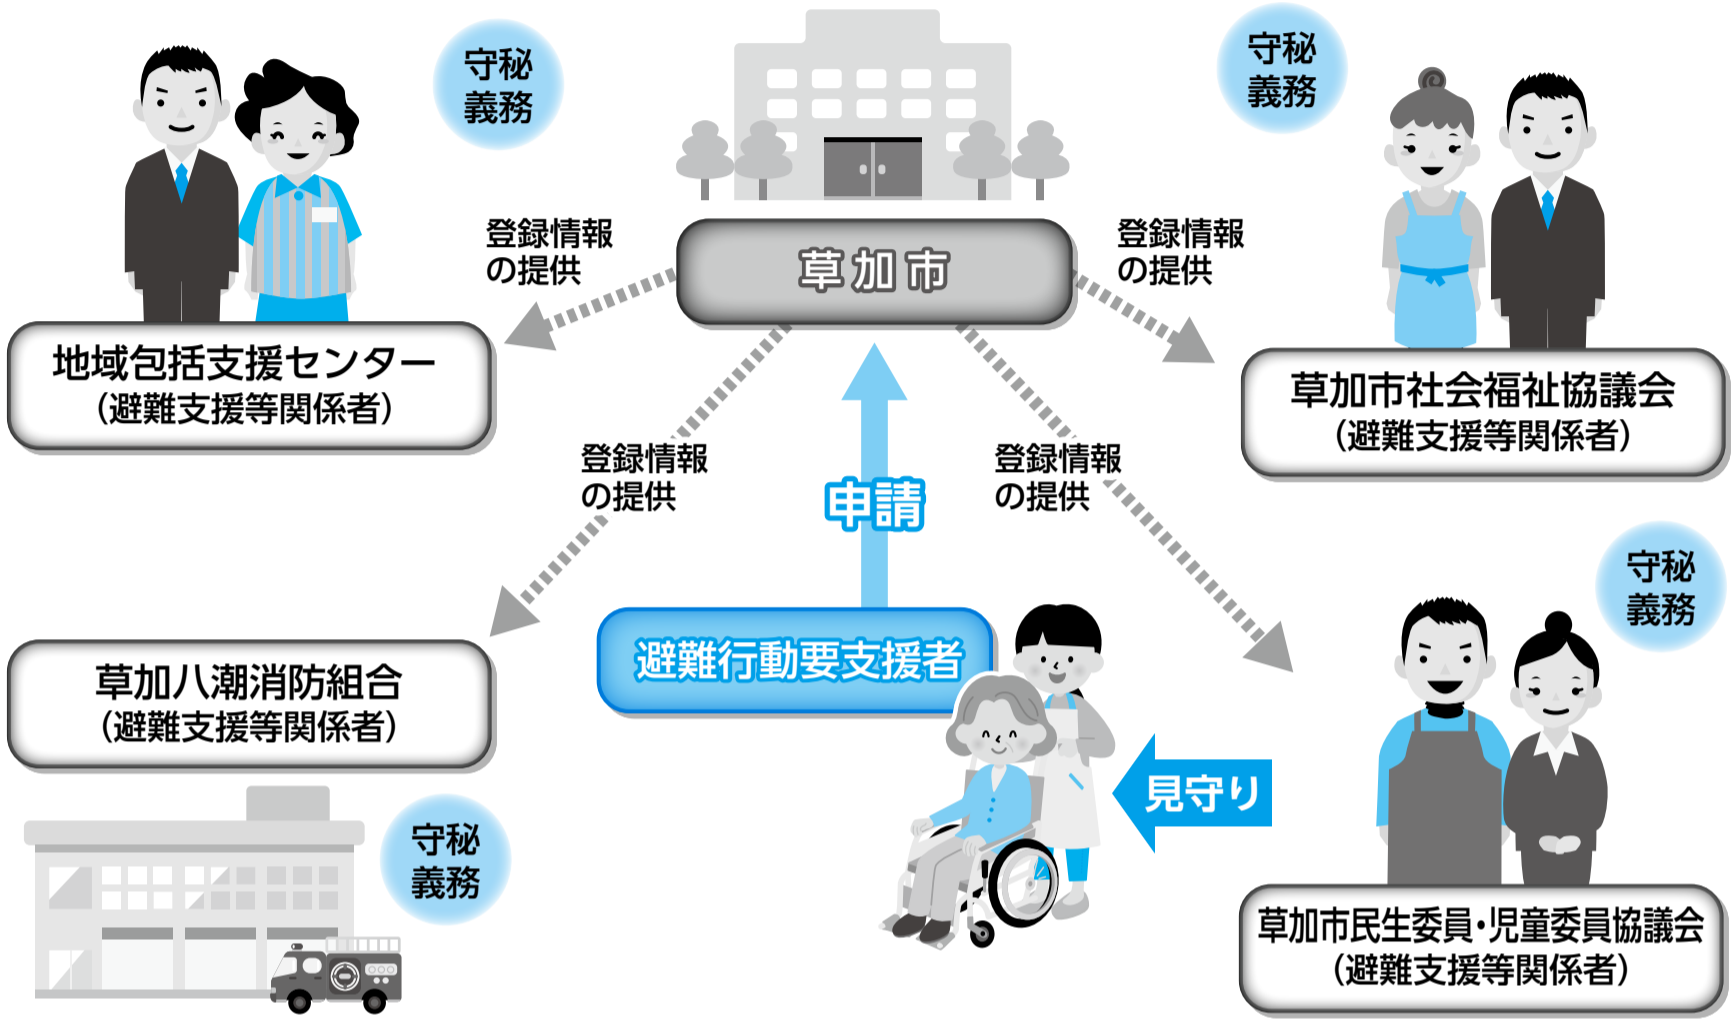 守秘
義務
守秘
義務
登録情報
の提供
草加市
登録情報
の提供
地域包括支援センター
（避難支援等関係者）
草加市社会福祉協議会
（避難支援等関係者）
登録情報
の提供
申請
登録情報
の提供
守秘
義務
草加八潮消防組合
（避難支援等関係者）
避難行動要支援者
見守り
守秘
義務
草加市民生委員・児童委員協議会
（避難支援等関係者）